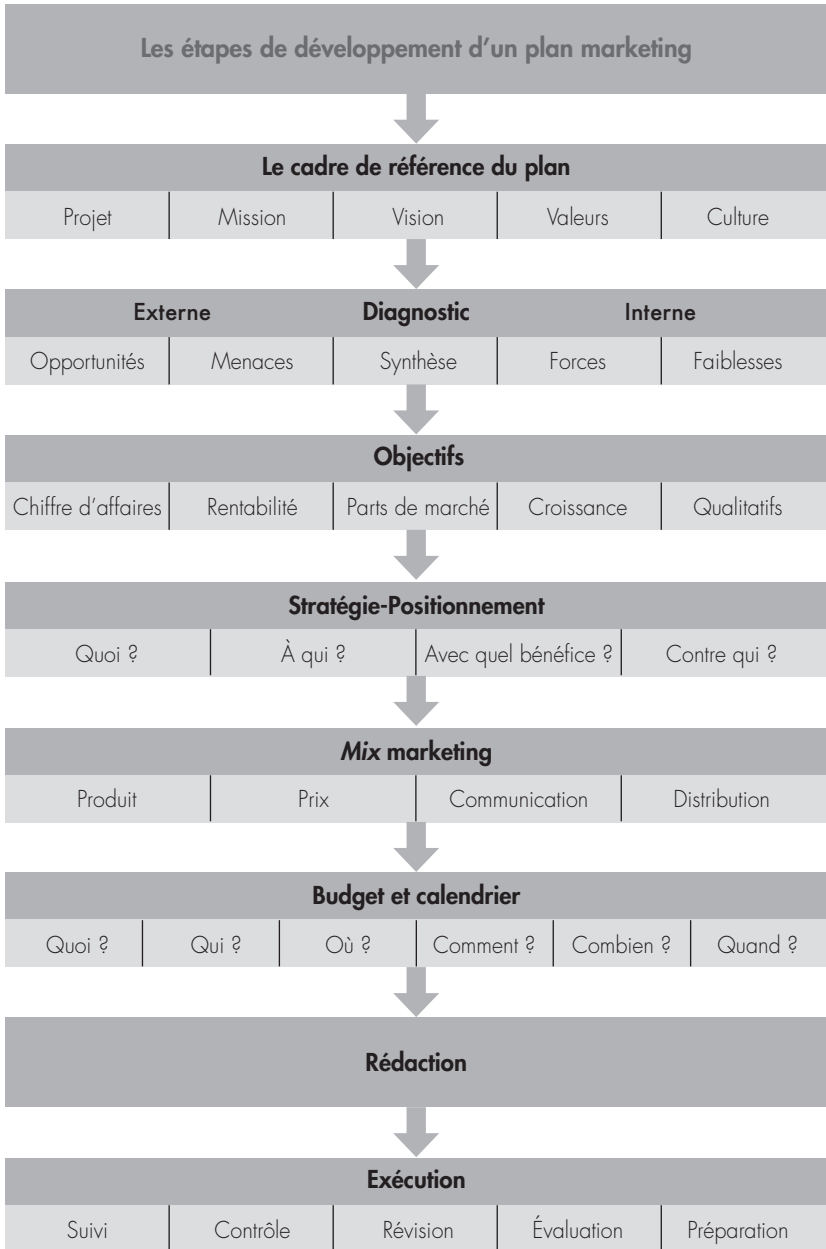 Les étapes de développement d’un plan marketing
Le cadre de référence du plan
Projet Mission Vision Valeurs Culture
Externe Diagnostic Interne
Opportunités Menaces Synthèse Forces Faiblesses
Objectifs
Chiffre d’affaires Rentabilité Parts de marché Croissance Qualitatifs
Stratégie-Positionnement
Quoi ? À qui ? Avec quel bénéfice ? Contre qui ?
Mix marketing
Produit Prix Communication Distribution
Budget et calendrier
Quoi ? Qui ? Où ? Comment ? Combien ? Quand ?
Rédaction
Exécution
Suivi Contrôle Révision Évaluation Préparation